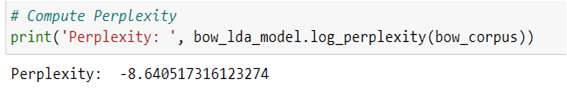 # Compute Perplexity
print('Perplexity: ', bow_lda_model.log_perplexity(bow_corpus))
Perplexity:  -8.640517316123274